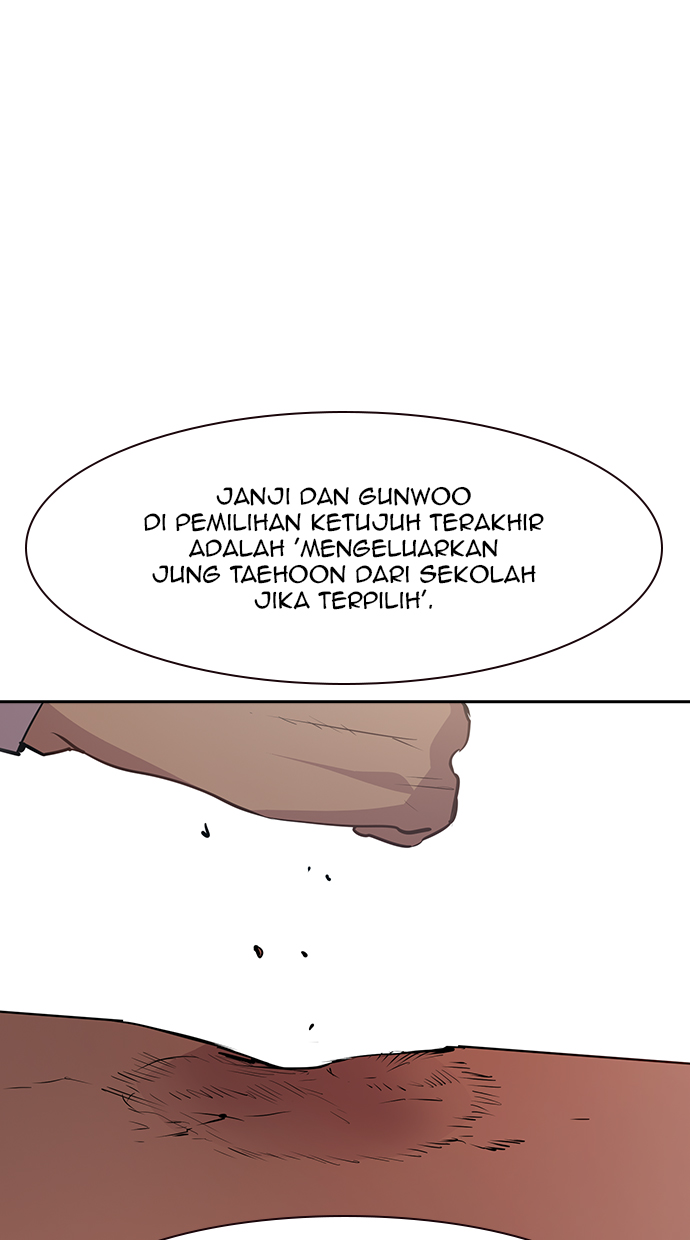 JANJI DAN GUNWOO
DI PEMILIHAN KETUJUH TERAKHIR
ADALAH 'MENGELUARKAN
JUNG TAEHOON DARI SEKOLAH
JIKA TERPILIH'.